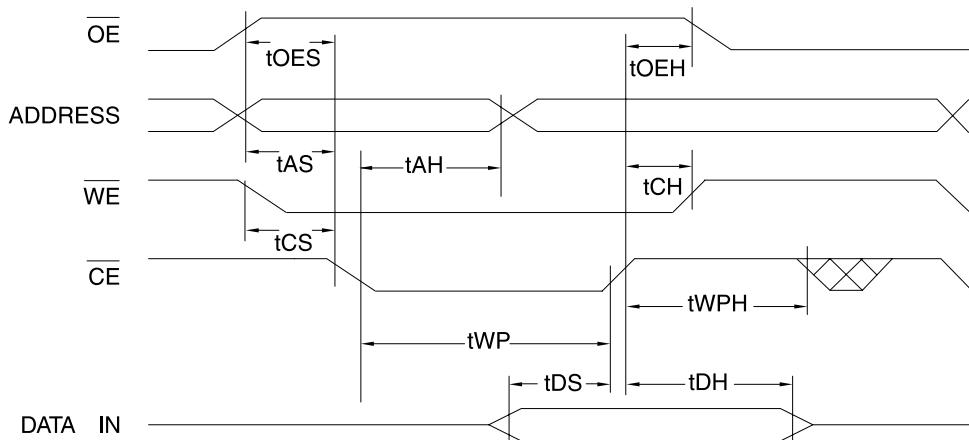 OE
tOES
tOEH
ADDRESS
tAS
tAH
tCH
WE
tCS
CE
tWPH
tWP
tDS
tDH
DATA IN